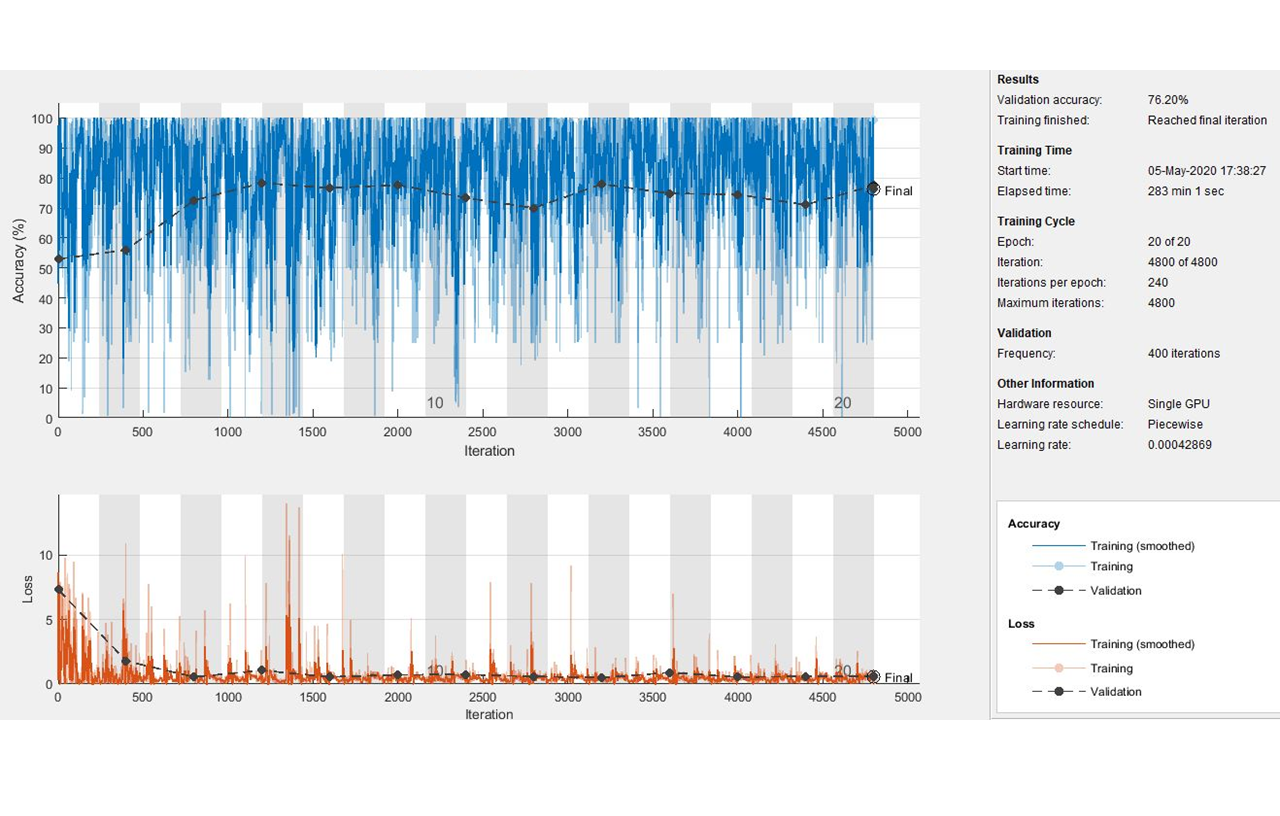 100
90
80
70
60
50
40
30
20
10
0
Accuracy (%)
Final
10
20
0 500 1000 1500 2000 2500 3000 3500 4000 4500 5000
Iteration
10
5
0
Loss
10
20
Final
0 500 1000 1500 2000 2500 3000 3500 4000 4500 5000
Iteration
Results
Validation accuracy: 76.20%
Training finished: Reached final iteration
Training Time
Start time: 05-May-2020 17:38:27
Elapsed time: 283 min 1 sec
Training Cycle
Epoch: 20 of 20
Iteration: 4800 of 4800
Iterations per epoch: 240
Maximum iterations: 4800
Validation
Frequency: 400 iterations
Other Information
Hardware resource: Single GPU
Learning rate schedule: Piecewise
Learning rate: 0.00042869
Accuracy
Training (smoothed)
Training
Validation
Loss
Training (smoothed)
Training
Validation